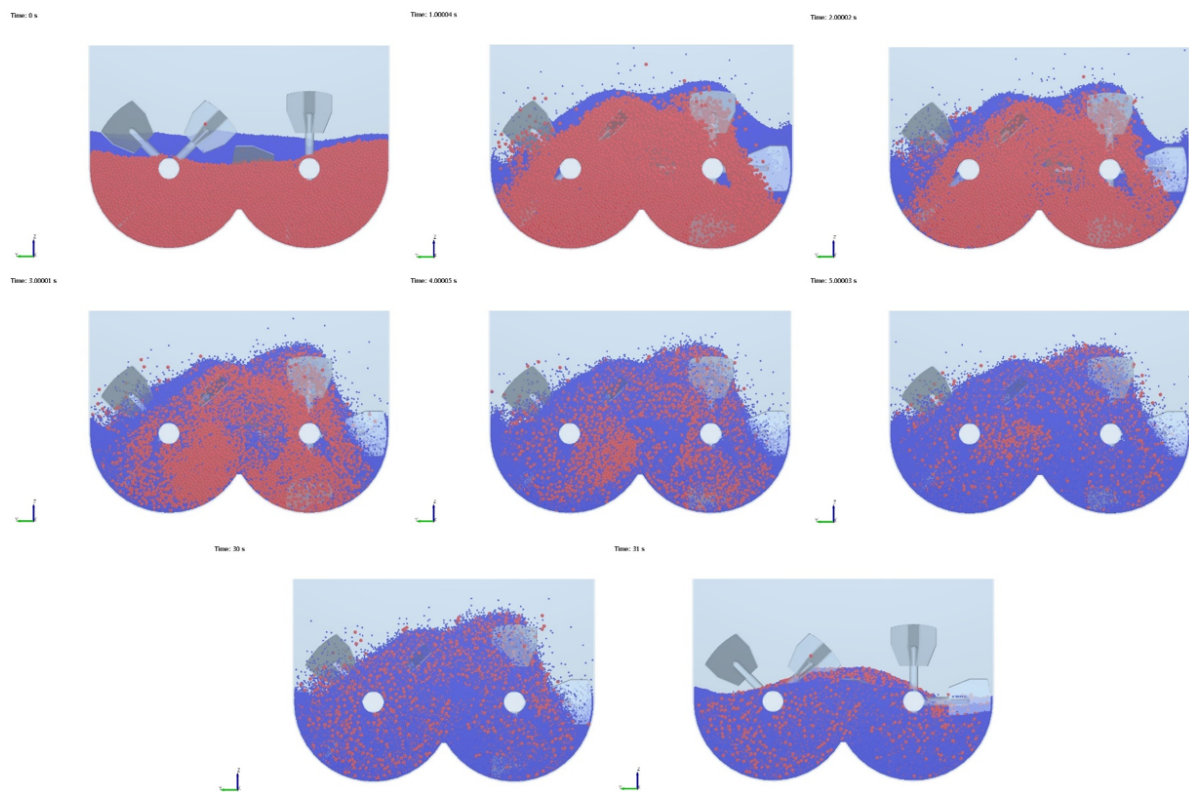 Time: 0 s
Time: 1.00004 s
Time: 2.00002 s
Time: 3.00001 s
Time: 4.00005 s
Time: 5.00003 s
Time: 30 s
Time: 31 s